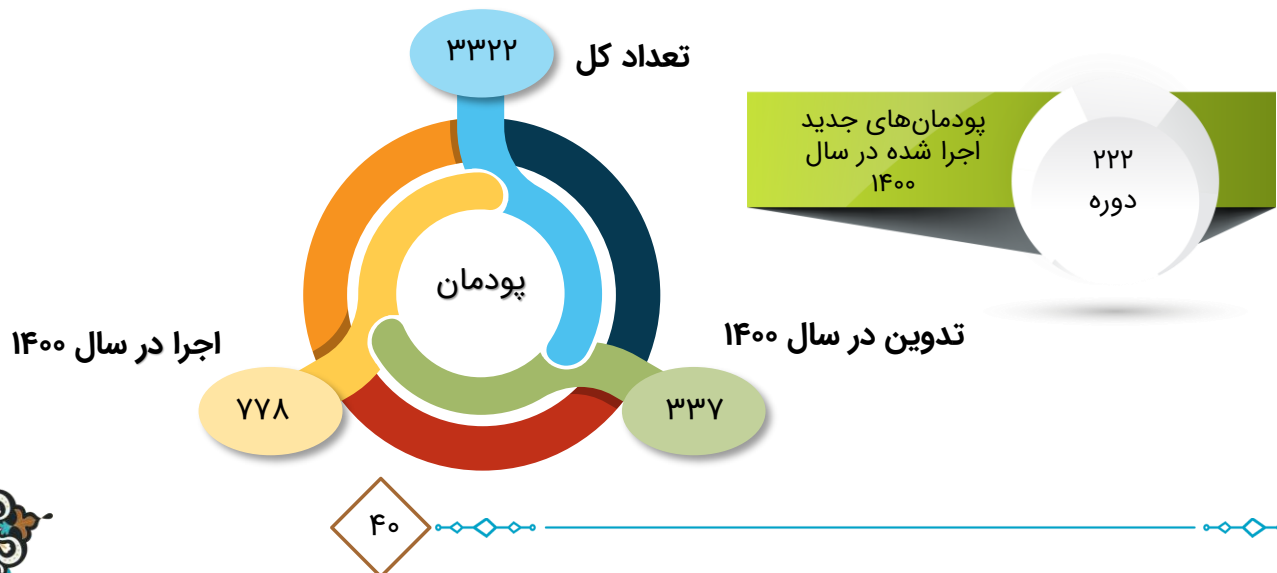 تعداد کل
۳۳۲۲
پودمان‌های جدید
اجرا شده در سال
۱۴۰۰
۲۲۲
دوره
پودمان
تدوین در سال ۱۴۰۰
۳۳۷
اجرا در سال ۱۴۰۰
۷۷۸
۴۰